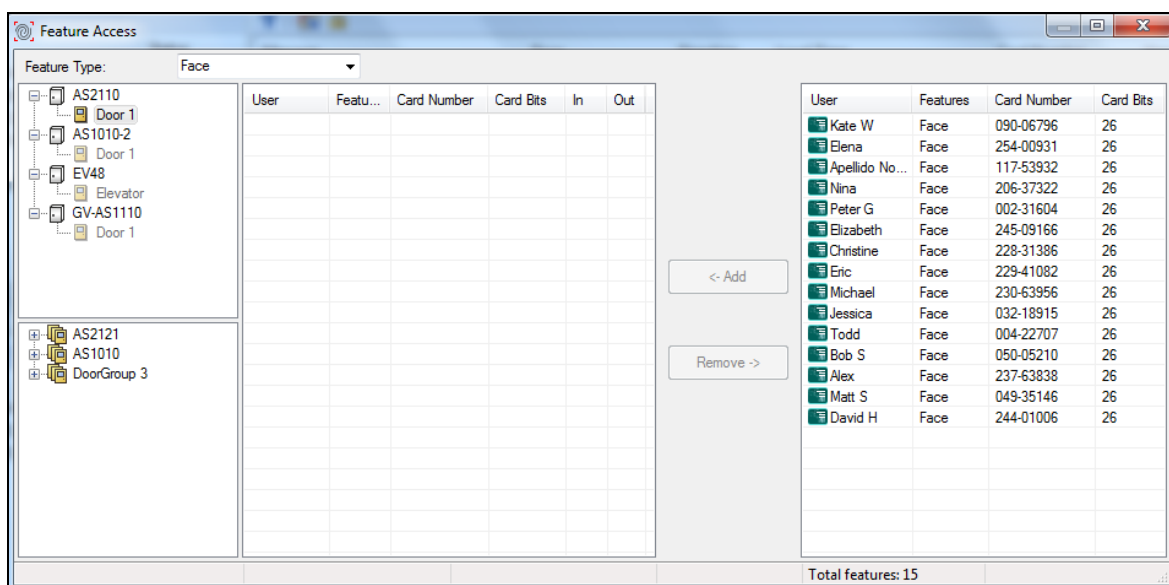 Feature Access
Feature Type: Face
AS2110
Door 1
AS1010-2
Door 1
EV48
Elevator
GV-AS1110
Door 1
AS2121
AS1010
DoorGroup 3
User Featu... Card Number Card Bits In Out
<- Add
Remove ->
User Features Card Number Card Bits
Kate W Face 090-06796 26
Elena Face 254-00931 26
Apellido No... Face 117-53932 26
Nina Face 206-37322 26
Peter G Face 002-31604 26
Elizabeth Face 245-09166 26
Christine Face 228-31386 26
Eric Face 229-41082 26
Michael Face 230-63956 26
Jessica Face 032-18915 26
Todd Face 004-22707 26
Bob S Face 050-05210 26
Alex Face 237-63838 26
Matt S Face 049-35146 26
David H Face 244-01006 26
Total features: 15